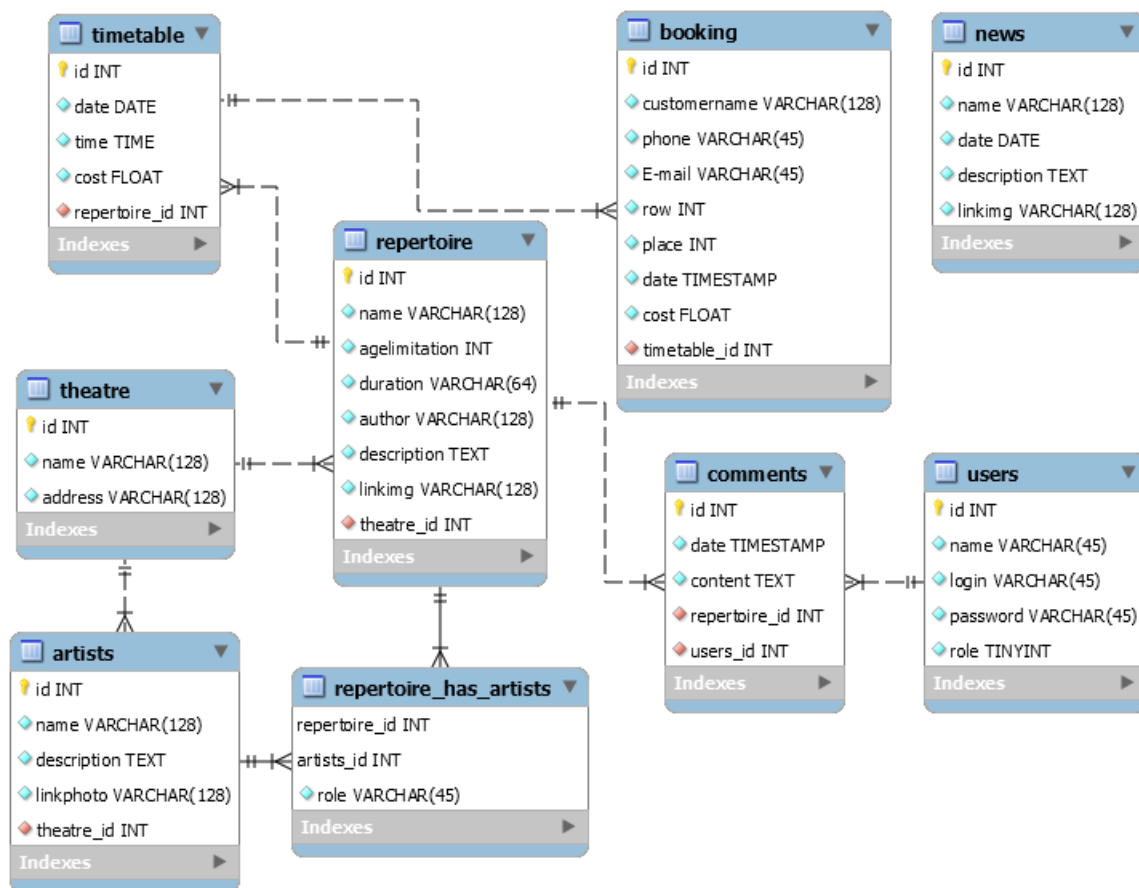 timetable
id INT
date DATE
time TIME
cost FLOAT
repertoire_id INT
Indexes
booking
id INT
customername VARCHAR(128)
phone VARCHAR(45)
E-mail VARCHAR(45)
row INT
place INT
date TIMESTAMP
cost FLOAT
timetable_id INT
Indexes
news
id INT
name VARCHAR(128)
date DATE
description TEXT
linkimg VARCHAR(128)
Indexes
repertoire
id INT
name VARCHAR(128)
agelimitation INT
duration VARCHAR(64)
author VARCHAR(128)
description TEXT
linkimg VARCHAR(128)
theatre_id INT
Indexes
theatre
id INT
name VARCHAR(128)
address VARCHAR(128)
Indexes
comments
id INT
date TIMESTAMP
content TEXT
repertoire_id INT
users_id INT
Indexes
users
id INT
name VARCHAR(45)
login VARCHAR(45)
password VARCHAR(45)
role TINYINT
Indexes
artists
id INT
name VARCHAR(128)
description TEXT
linkphoto VARCHAR(128)
theatre_id INT
Indexes
repertoire_has_artists
repertoire_id INT
artists_id INT
role VARCHAR(45)
Indexes